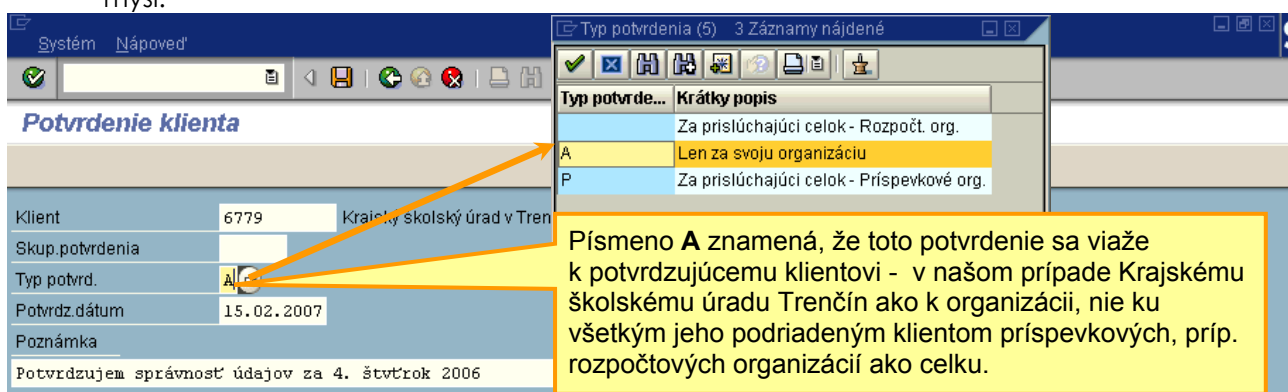 Systém Nápoveď
Typ potvrdenia (5) 3 Záznamy nájdené
Typ potvrde... Krátky popis
Za prislúchajúci celok - Rozpočt. org.
A Len za svoju organizáciu
P Za prislúchajúci celok - Príspevkové org.
Potvrdenie klienta
Klient 6779 Krajský skolský úrad v Tren
Skup.potvrdenia
Typ potvrd. A
Potvrdz.dátum 15.02.2007
Poznámka
Potvrdzujem správnosť údajov za 4. štvťrok 2006
Písmeno A znamená, že toto potvrdenie sa viaže
k potvrdzujúcemu klientovi - v našom prípade Krajskému
školskému úradu Trenčín ako k organizácii, nie ku
všetkým jeho podriadeným klientom príspevkových, príp.
rozpočtových organizácií ako celku.